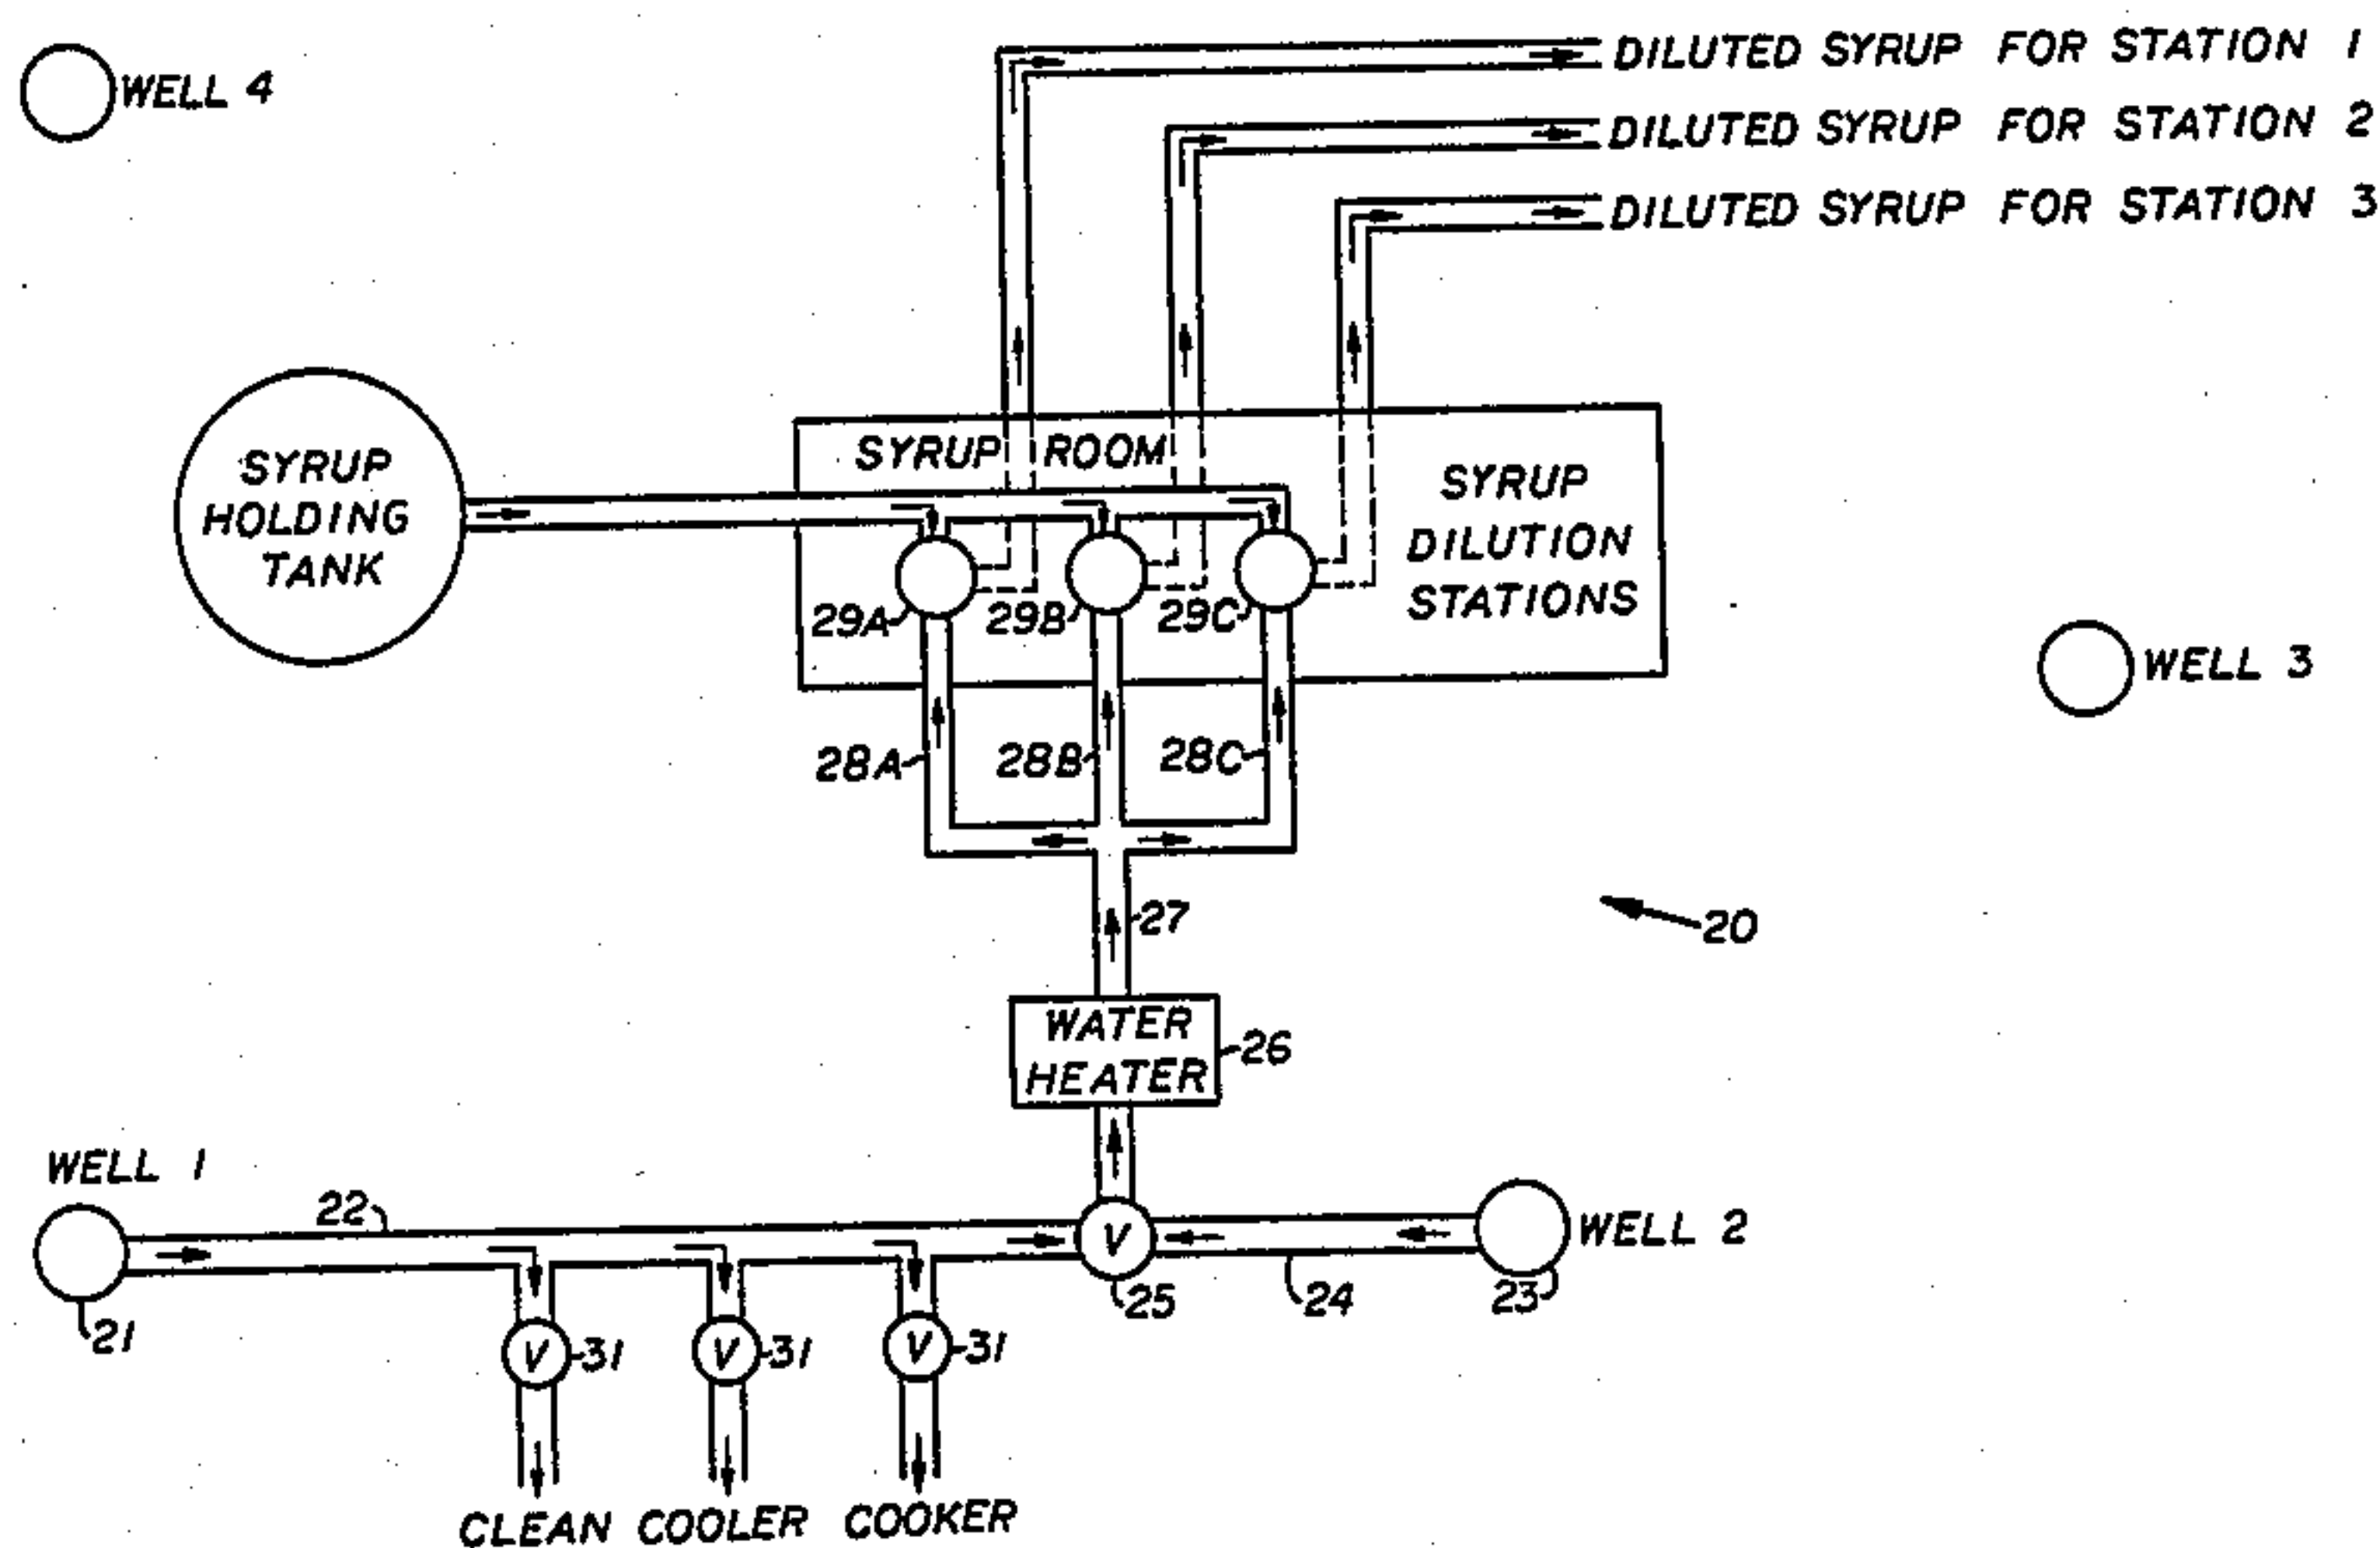 DILUTED SYRUP FOR STATION 1
WELL 4
DILUTED SYRUP FOR STATION 2
DILUTED SYRUP FOR STATION 3
SYRUP ROOM
SYRUP
HOLDING
TANK
SYRUP
DILUTION
STATIONS
29A
29B
29C
WELL 3
28A
28B
28C
27
20
WATER
HEATER
26
WELL 1
22
V
WELL 2
25
24
23
21
V
31
V
31
V
31
CLEAN COOLER COOKER